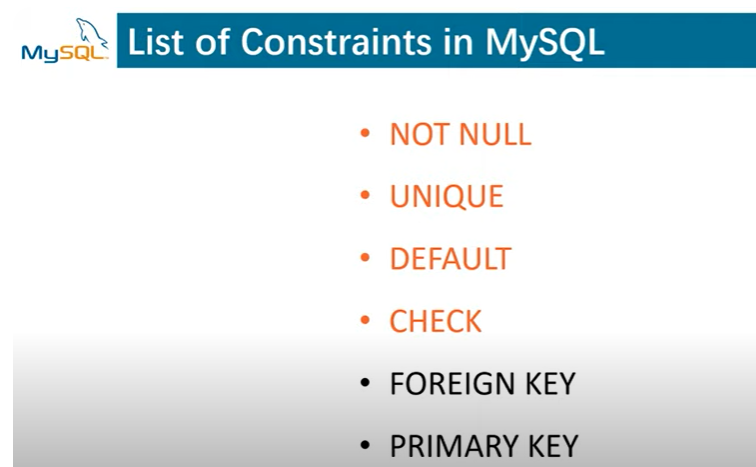 MySQL
List of Constraints in MySQL
• NOT NULL
• UNIQUE
• DEFAULT
• CHECK
• FOREIGN KEY
• PRIMARY KEY